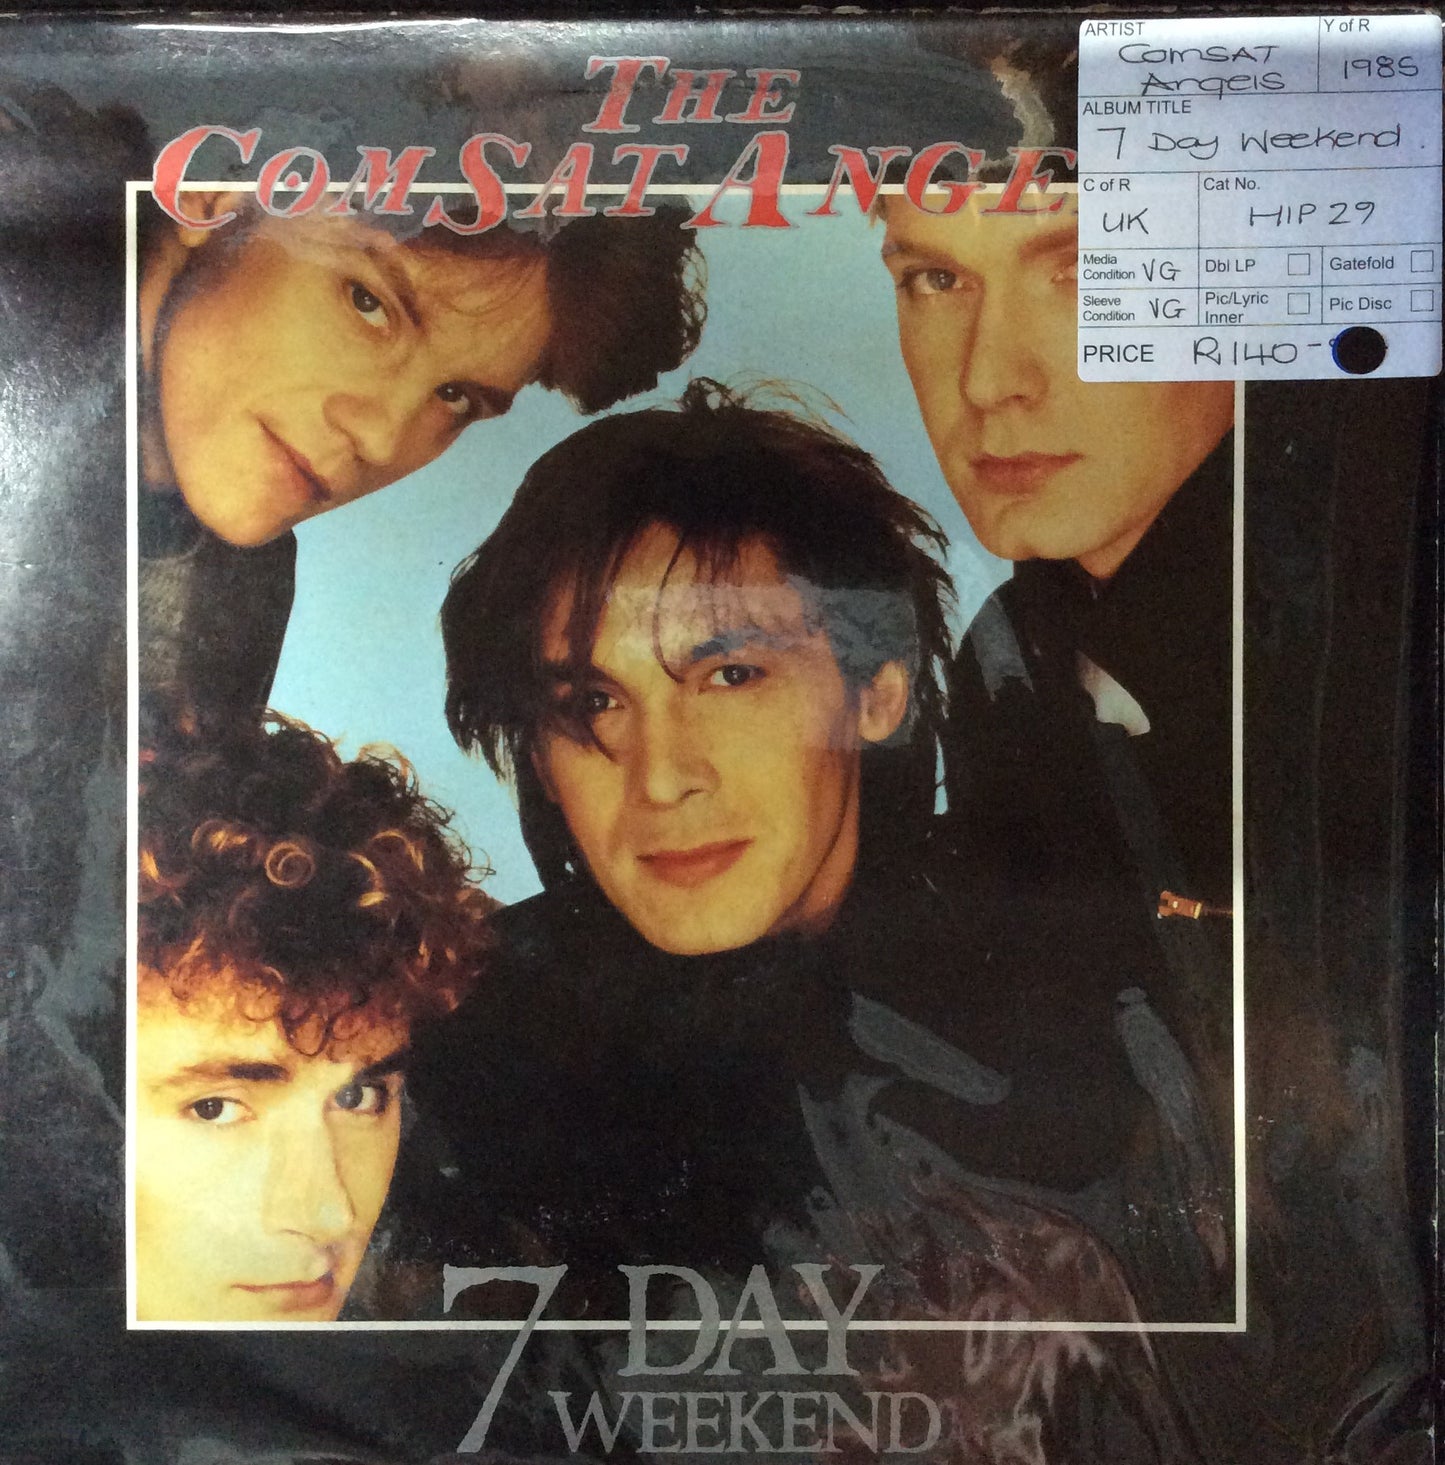 THE
COMSAT ANGE
7 DAY
WEEKEND
ARTIST
COMSAT
Angels
Y of R
1985
ALBUM TITLE
7 Day Weekend.
C of R
UK
Cat No.
HIP 29
Media
Condition VG
Dbl LP
Gatefold
Sleeve
Condition VG
Pic/Lyric
Inner
Pic Disc
PRICE R140-